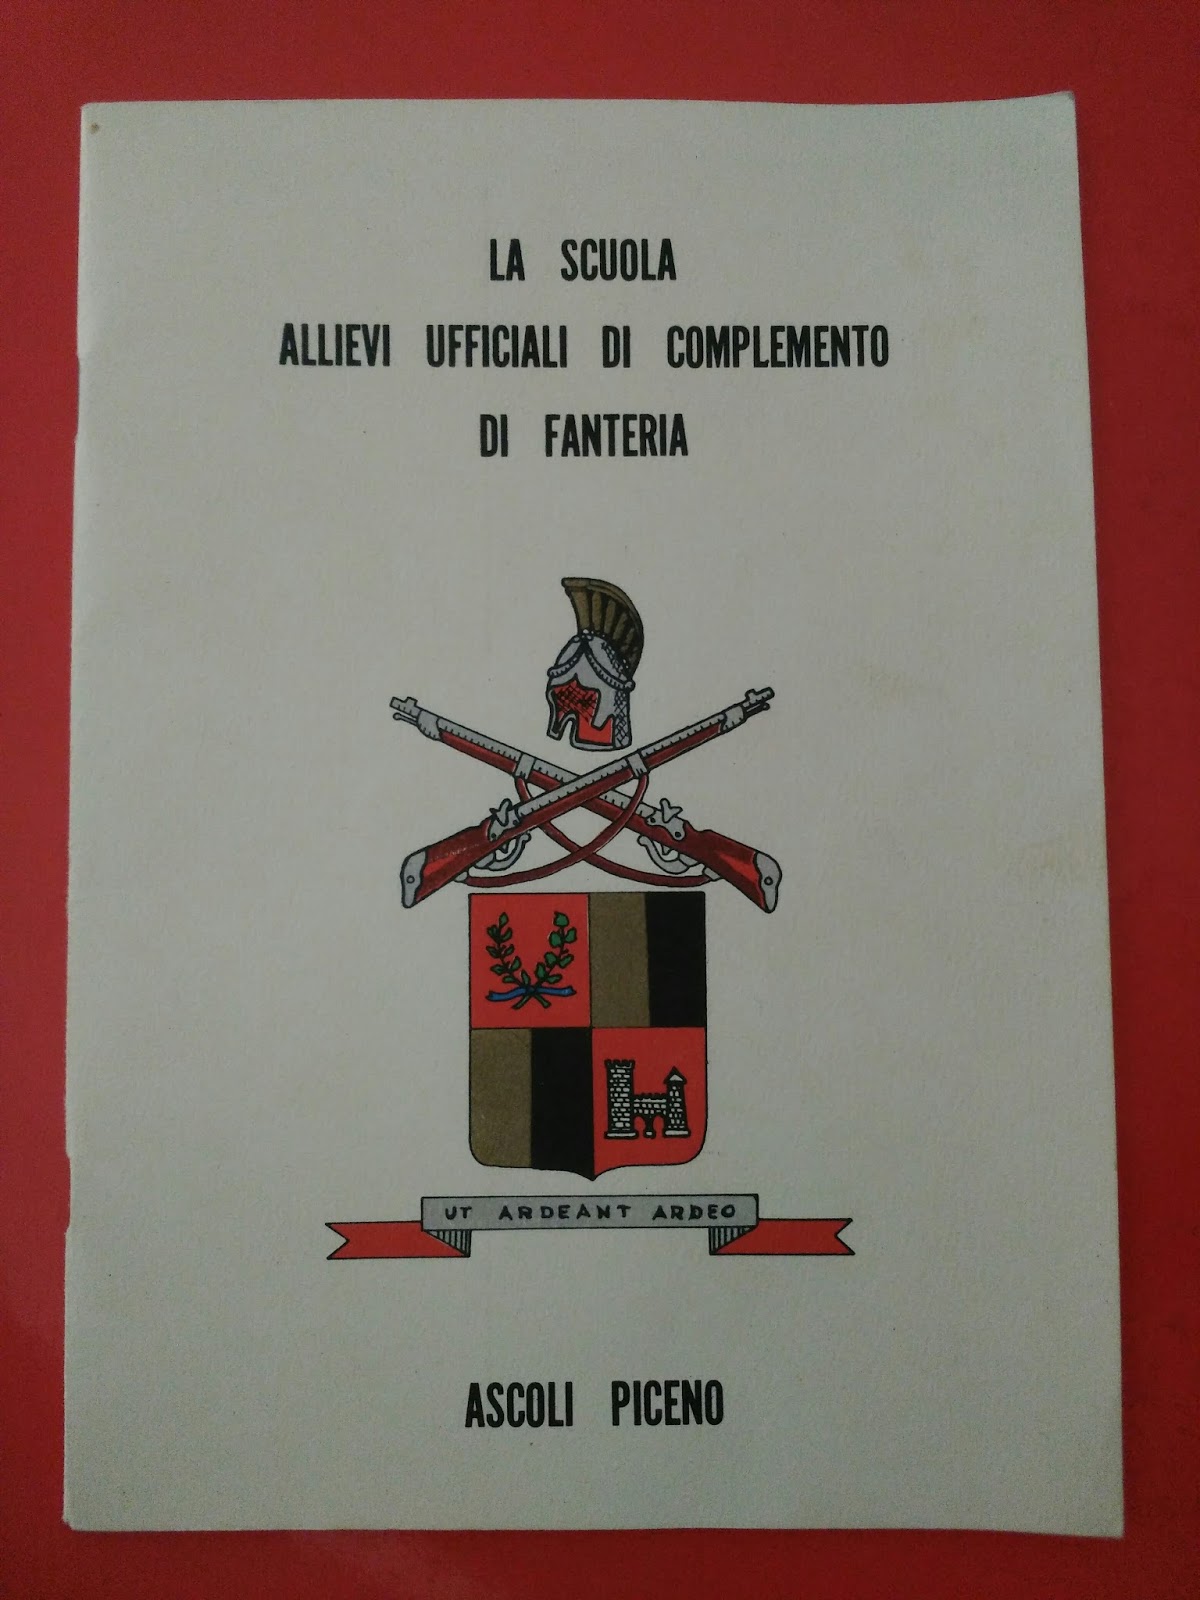 LA SCUOLA
ALLIEVI UFFICIALI DI COMPLEMENTO
DI FANTERIA
UT ARDEANT ARDEO
ASCOLI PICENO